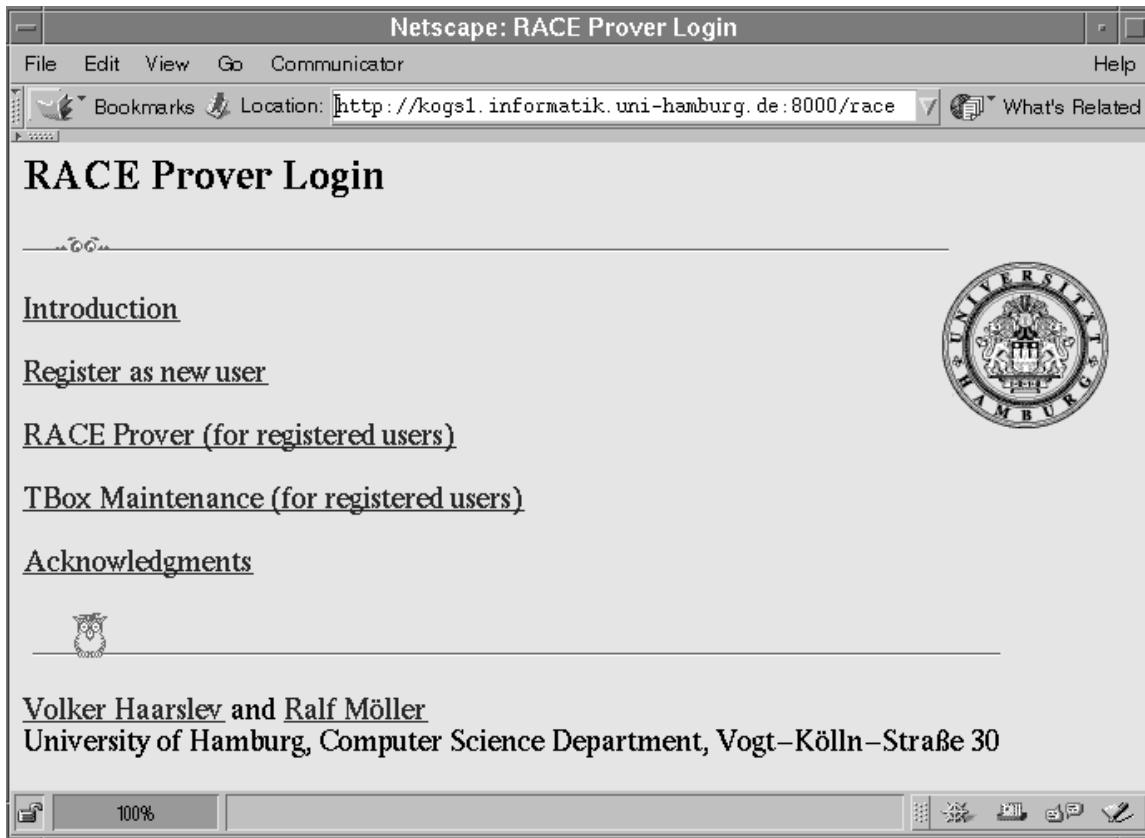 Netscape: RACE Prover Login
File Edit View Go Communicator Help
Bookmarks Location: http://kogs1.informatik.uni-hamburg.de:8000/race What's Related
RACE Prover Login
Introduction
UNIVERSITÄT HAMBURG
Register as new user
RACE Prover (for registered users)
TBox Maintenance (for registered users)
Acknowledgments
Volker Haarslev and Ralf Möller
University of Hamburg, Computer Science Department, Vogt–Kölln–Straße 30
100%